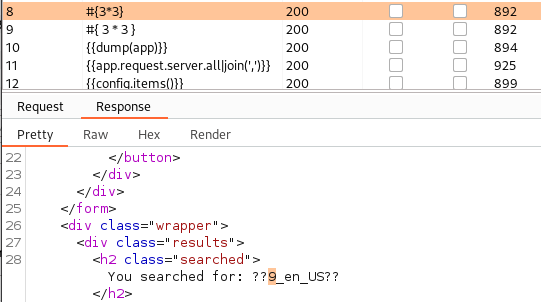 8 #{3*3} 200 892
9 #{ 3 * 3 } 200 892
10 {{dump(app)}} 200 894
11 {{app.request.server.all|join(',')}} 200 925
12 {{config.items()}} 200 899
Request Response
Pretty Raw Hex Render
22 </button>
23 </div>
24 </div>
25 </form>
26 <div class="wrapper">
27 <div class="results">
28 <h2 class="searched">
You searched for: ??9_en_US??
</h2>